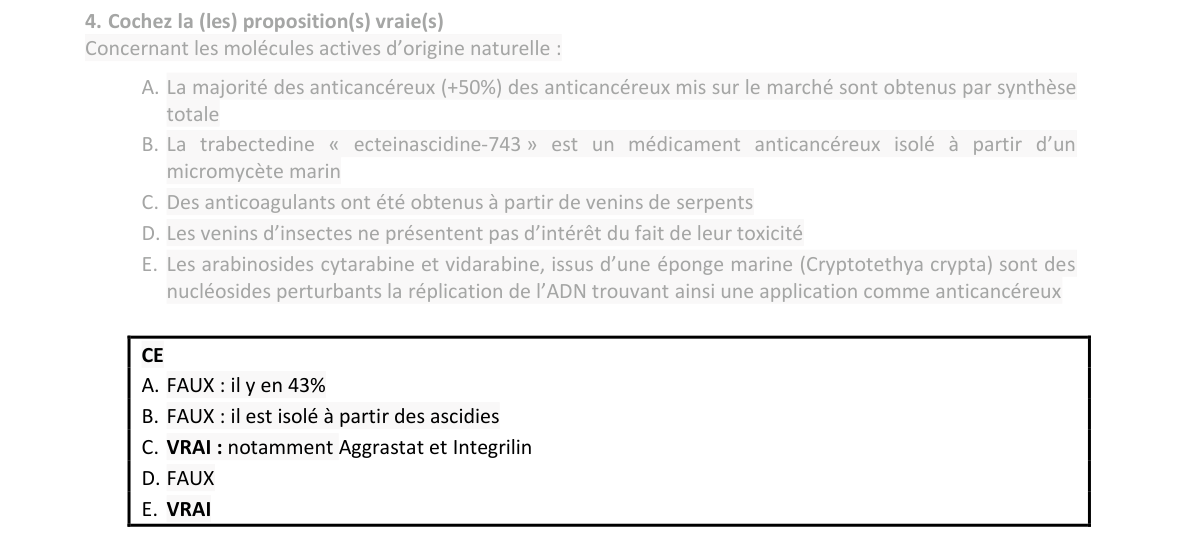 4. Cochez la (les) proposition(s) vraie(s)
Concernant les molécules actives d’origine naturelle :
A. La majorité des anticancéreux (+50%) des anticancéreux mis sur le marché sont obtenus par synthèse
totale
B. La trabectedine « ecteinascidine-743 » est un médicament anticancéreux isolé à partir d’un
micromycète marin
C. Des anticoagulants ont été obtenus à partir de venins de serpents
D. Les venins d’insectes ne présentent pas d’intérêt du fait de leur toxicité
E. Les arabinosides cytarabine et vidarabine, issus d’une éponge marine (Cryptotethya crypta) sont des
nucléosides perturbants la réplication de l’ADN trouvant ainsi une application comme anticancéreux
CE
A. FAUX : il y en 43%
B. FAUX : il est isolé à partir des ascidies
C. VRAI : notamment Aggrastat et Integrilin
D. FAUX
E. VRAI